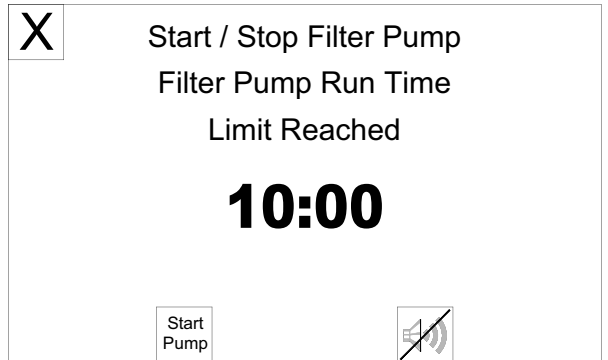 X
Start / Stop Filter Pump
Filter Pump Run Time
Limit Reached
10:00
Start
Pump